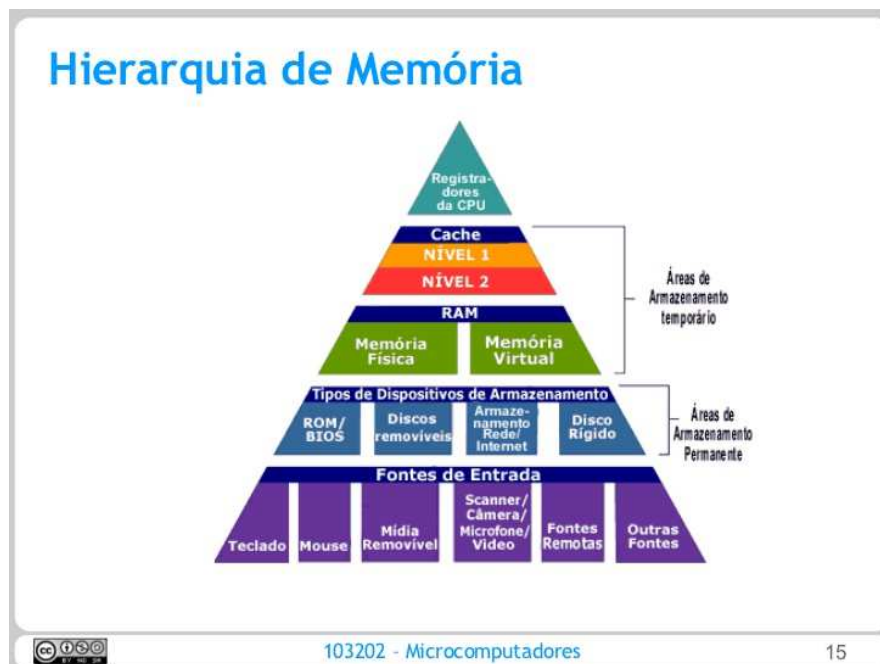 Hierarquia de Memória
Registra-
dores
da CPU
Cache
NÍVEL 1
NÍVEL 2
Áreas de
Armazenamento
temporário
RAM
Memória
Física
Memória
Virtual
Tipos de Dispositivos de Armazenamento
ROM/
BIOS
Discos
removíveis
Armaze-
namento
Rede/
Internet
Disco
Rígido
Áreas de
Armazenamento
Permanente
Fontes de Entrada
Teclado
Mouse
Mídia
Removível
Scanner/
Câmera/
Microfone/
Video
Fontes
Remotas
Outras
Fontes
cc
103202 - Microcomputadores
15